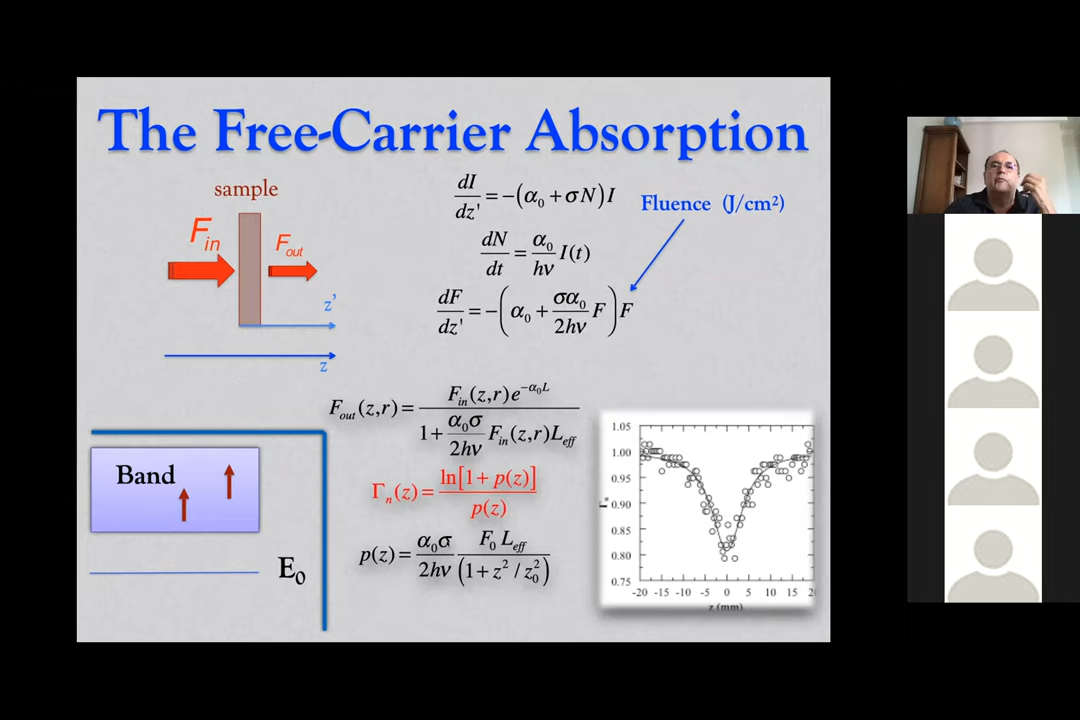 The Free-Carrier Absorption
sample
F_in
F_out
z'
z
dI/dz' = -(α₀ + σN) I
Fluence (J/cm²)
dN/dt = α₀/hν I(t)
dF/dz' = -(α₀ + σα₀/2hν F) F
F_out(z,r) = F_in(z,r)e^(-α₀L) / 1 + α₀σ/2hν F_in(z,r)L_eff
Γ_n(z) = ln[1 + p(z)] / p(z)
p(z) = α₀σ/2hν F₀ L_eff / (1 + z² / z₀²)
Band
E₀
1.05
1.00
0.95
0.90
0.85
0.80
0.75
Γ_n
-20 -15 -10 -5 0 5 10 15 20
z (mm)